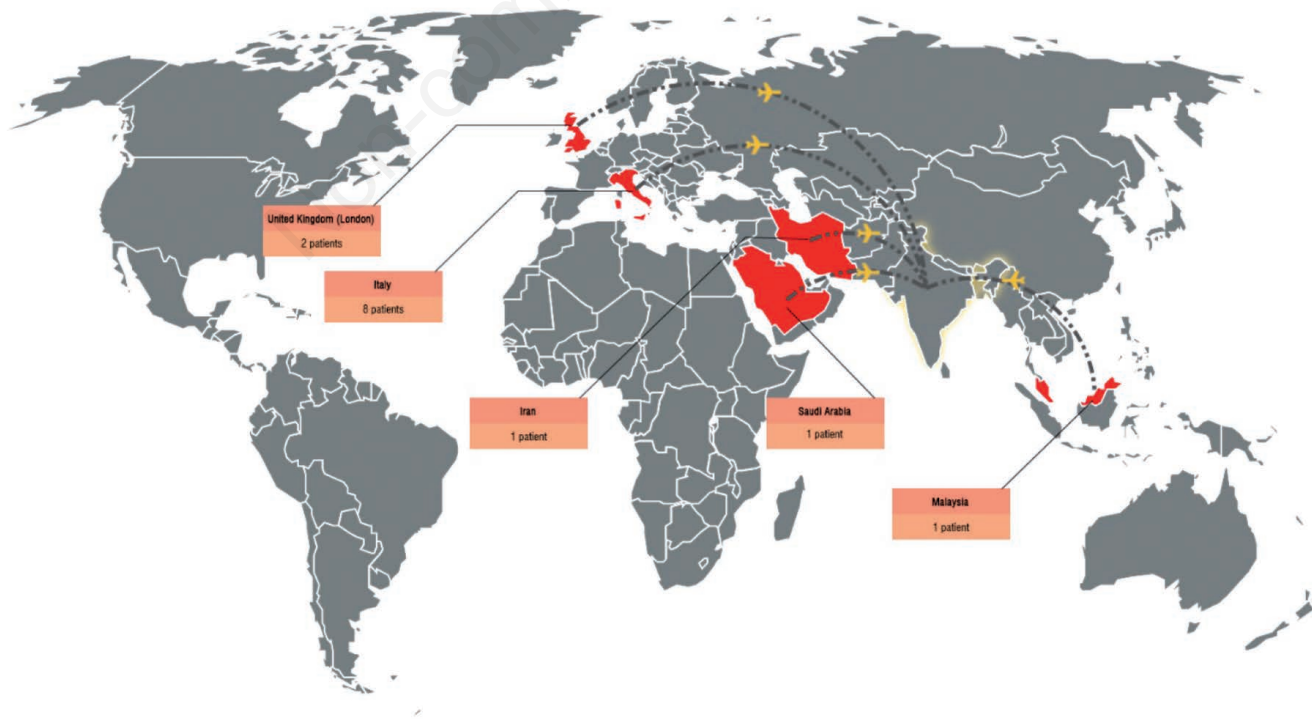 United Kingdom (London)
2 patients
Italy
8 patients
Iran
1 patient
Saudi Arabia
1 patient
Malaysia
1 patient